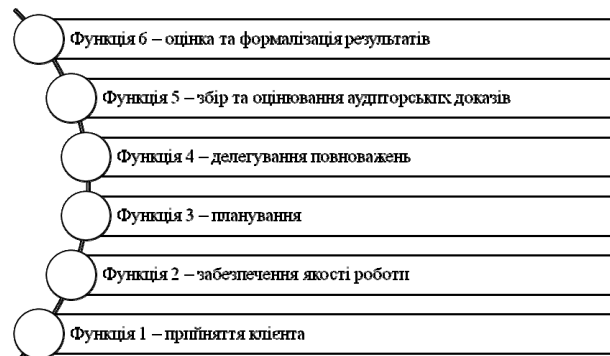 Функція 6 – оцінка та формалізація результатів
Функція 5 – збір та оцінювання аудиторських доказів
Функція 4 – делегування повноважень
Функція 3 – планування
Функція 2 – забезпечення якості роботи
Функція 1 – прийняття клієнта